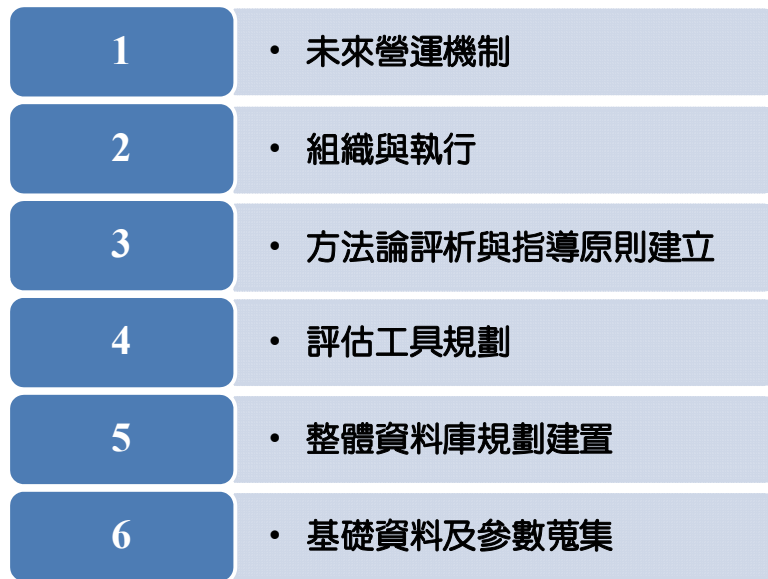 1 • 未來營運機制
2 • 組織與執行
3 • 方法論評析與指導原則建立
4 • 評估工具規劃
5 • 整體資料庫規劃建置
6 • 基礎資料及參數蒐集